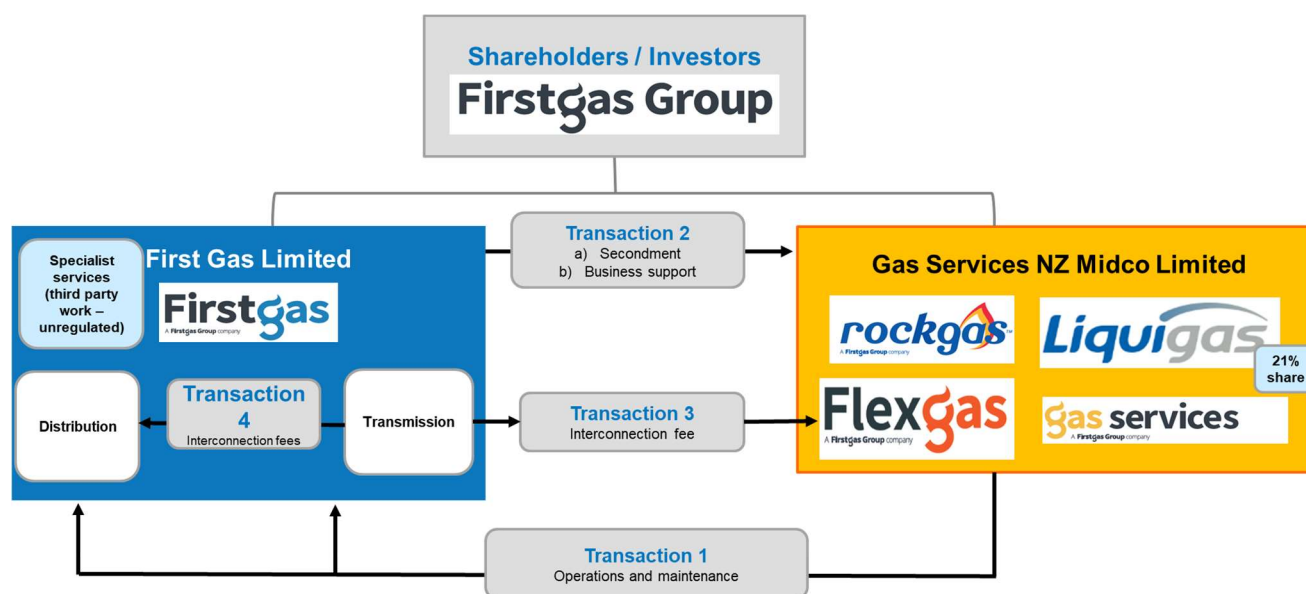 Shareholders / Investors
Firstgas Group
Specialist
services
(third party
work –
unregulated)
First Gas Limited
Firstgas
A Firstgas Group company
Transaction 2
a) Secondment
b) Business support
Gas Services NZ Midco Limited
rockgas™
A Firstgas Group company
Liquigas
21%
share
Distribution
Transaction
4
Interconnection fees
Transmission
Transaction 3
Interconnection fee
Flexgas
A Firstgas Group company
gas services
A Firstgas Group company
Transaction 1
Operations and maintenance